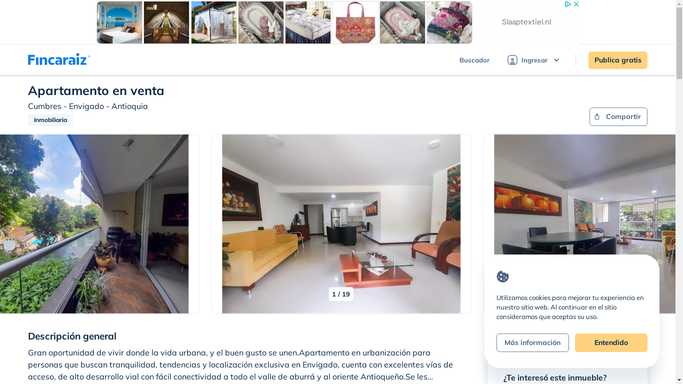 Slaaptextiel.nl
Fincaraiz
Buscador
Ingresar
Publica gratis
Apartamento en venta
Cumbres - Envigado - Antioquia
Inmobiliaria
Compartir
1 / 19
Utilizamos cookies para mejorar tu experiencia en
nuestro sitio web. Al continuar en el sitio
consideramos que aceptas su uso.
Más información
Entendido
Descripción general
Gran oportunidad de vivir donde la vida urbana, y el buen gusto se unen.Apartamento en urbanización para
personas que buscan tranquilidad, tendencias y localización exclusiva en Envigado, cuenta con excelentes vías de
acceso, de alto desarrollo vial con fácil conectividad a todo el valle de aburrá y al oriente Antioqueño.Se les...
¿Te interesó este inmueble?